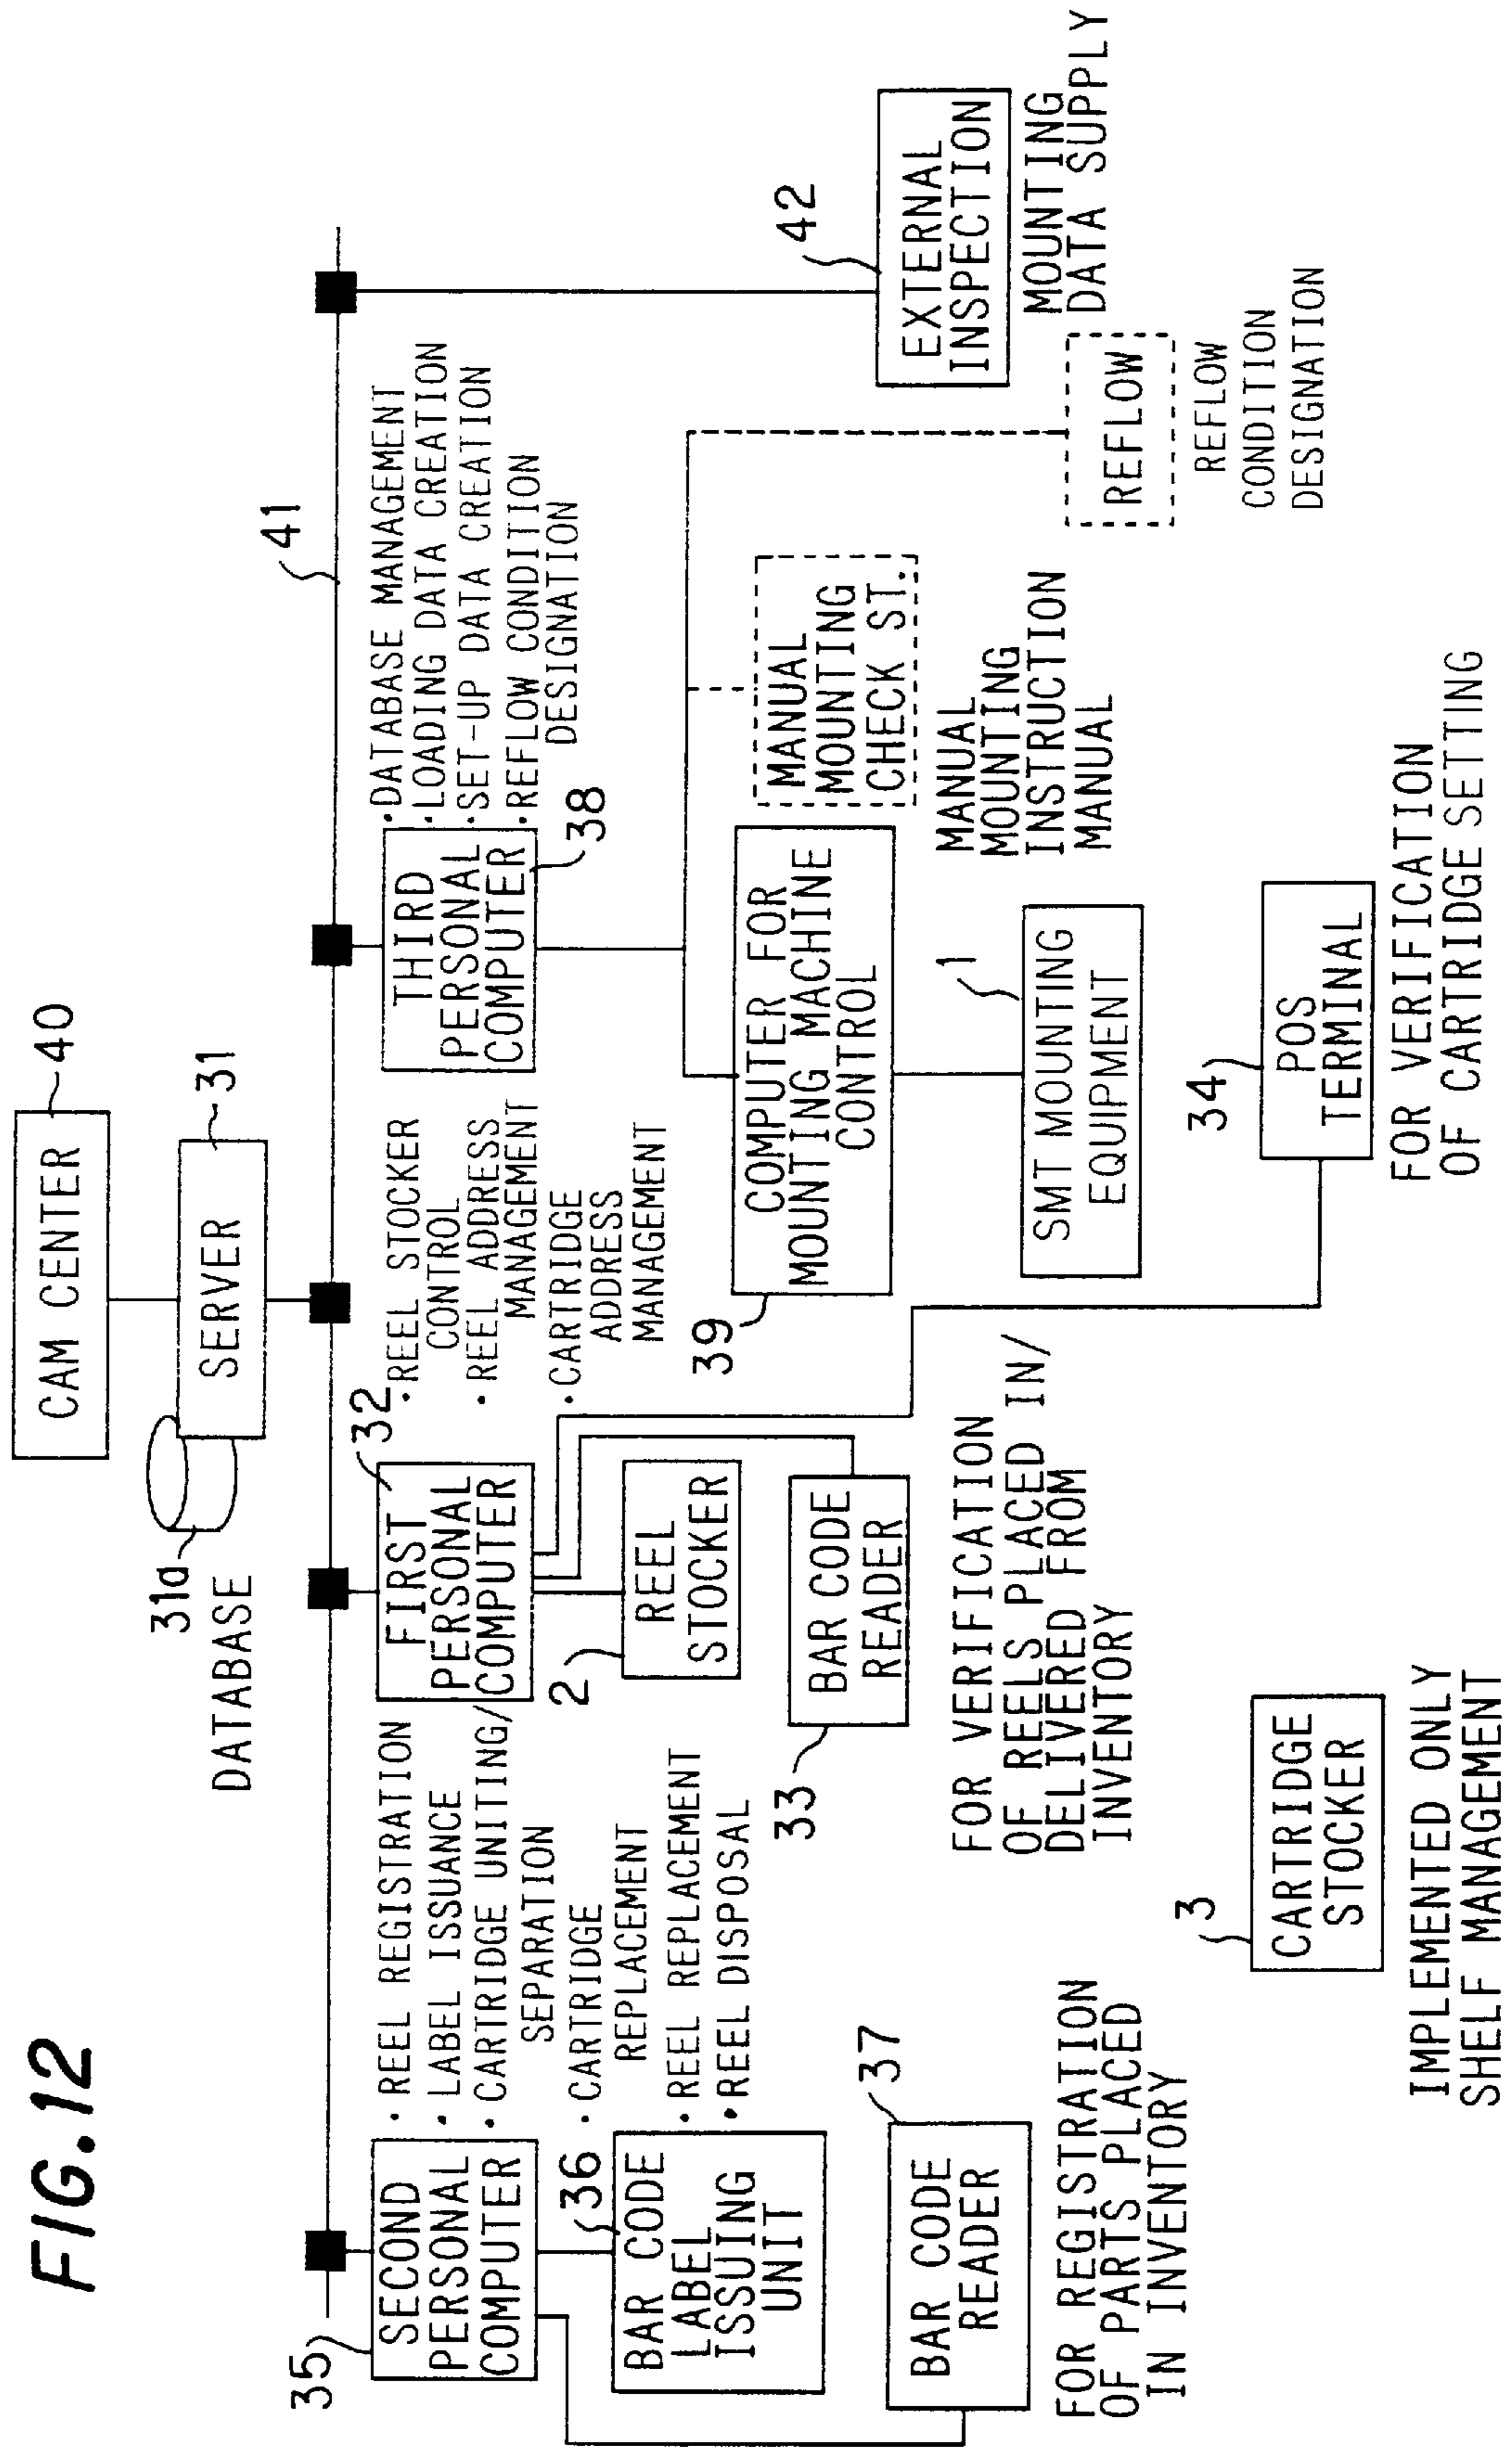 FIG.12
CAM CENTER
40
SERVER
31
31a
DATABASE
41
35
SECOND
PERSONAL
COMPUTER
· REEL REGISTRATION
· LABEL ISSUANCE
· CARTRIDGE UNITING/
SEPARATION
· CARTRIDGE
REPLACEMENT
· REEL REPLACEMENT
· REEL DISPOSAL
36
BAR CODE
LABEL
ISSUING
UNIT
37
BAR CODE
READER
FOR REGISTRATION
OF PARTS PLACED
IN INVENTORY
32
FIRST
PERSONAL
COMPUTER
· REEL STOCKER
CONTROL
· REEL ADDRESS
MANAGEMENT
· CARTRIDGE
ADDRESS
MANAGEMENT
2
REEL
STOCKER
33
BAR CODE
READER
FOR VERIFICATION
OF REELS PLACED IN/
DELIVERED FROM
INVENTORY
3
CARTRIDGE
STOCKER
IMPLEMENTED ONLY
SHELF MANAGEMENT
THIRD
PERSONAL
COMPUTER
38
· DATABASE MANAGEMENT
· LOADING DATA CREATION
· SET-UP DATA CREATION
· REFLOW CONDITION
DESIGNATION
39
COMPUTER FOR
MOUNTING MACHINE
CONTROL
1
SMT MOUNTING
EQUIPMENT
34
POS
TERMINAL
FOR VERIFICATION
OF CARTRIDGE SETTING
MANUAL
MOUNTING
CHECK ST.
MANUAL
MOUNTING
INSTRUCTION
MANUAL
REFLOW
REFLOW
CONDITION
DESIGNATION
42
EXTERNAL
INSPECTION
MOUNTING
DATA SUPPLY